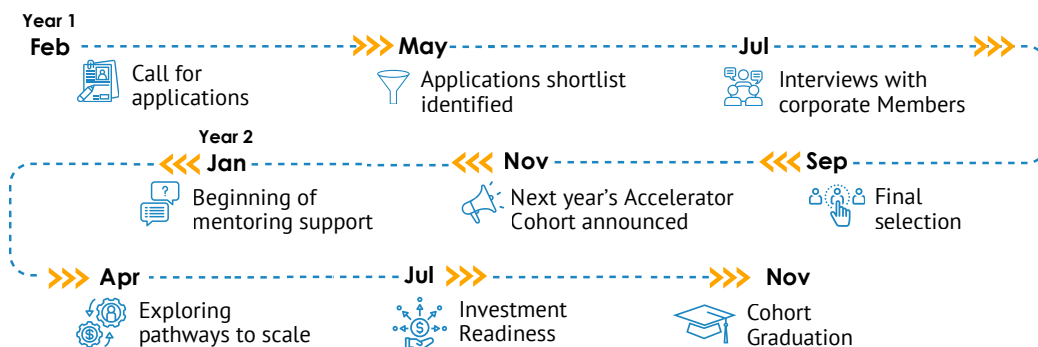 Year 1
Feb
May
Jul
Call for
applications
Applications shortlist
identified
Interviews with
corporate Members
Sep
Final
selection
Nov
Next year's Accelerator
Cohort announced
Year 2
Jan
Beginning of
mentoring support
Apr
Exploring
pathways to scale
Jul
Investment
Readiness
Nov
Cohort
Graduation